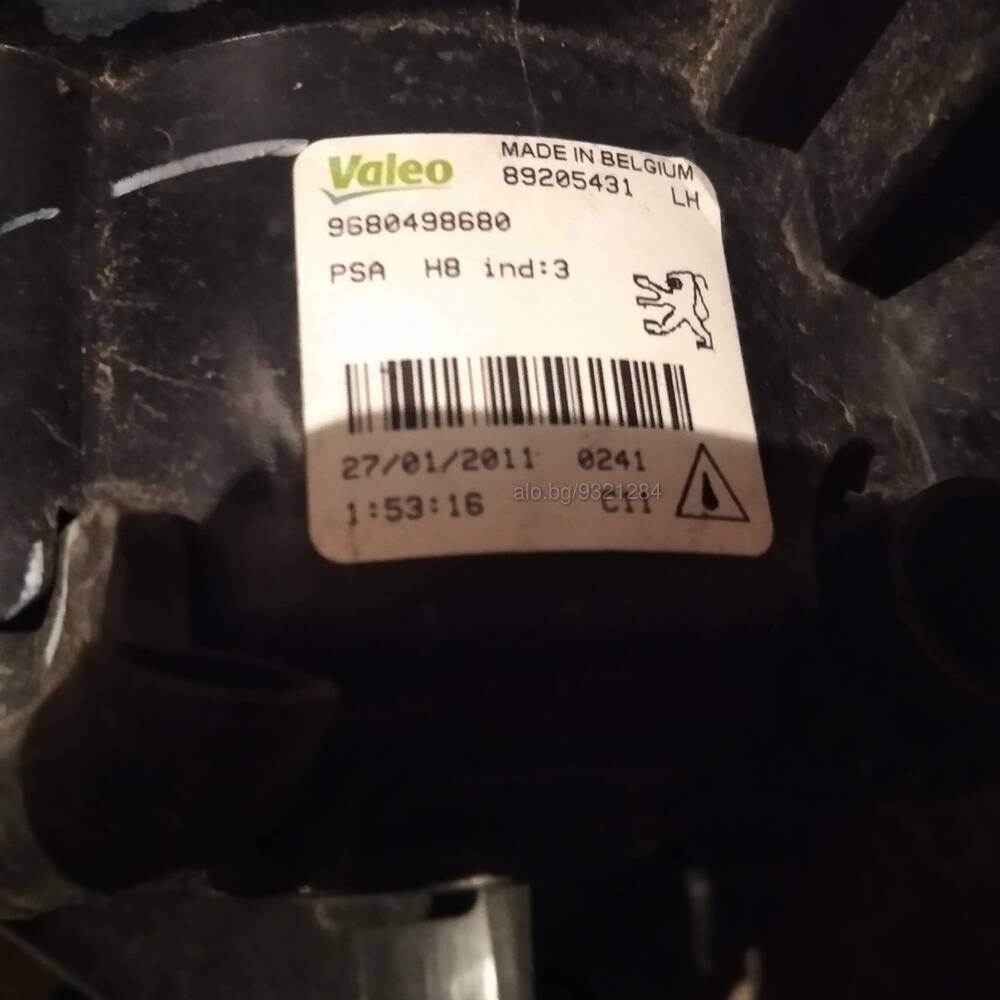 Valeo
MADE IN BELGIUM
89205431 LH
9680498680
PSA H8 ind:3
27/01/2011 0241
1:53:16 C11
alo.bg/9321284